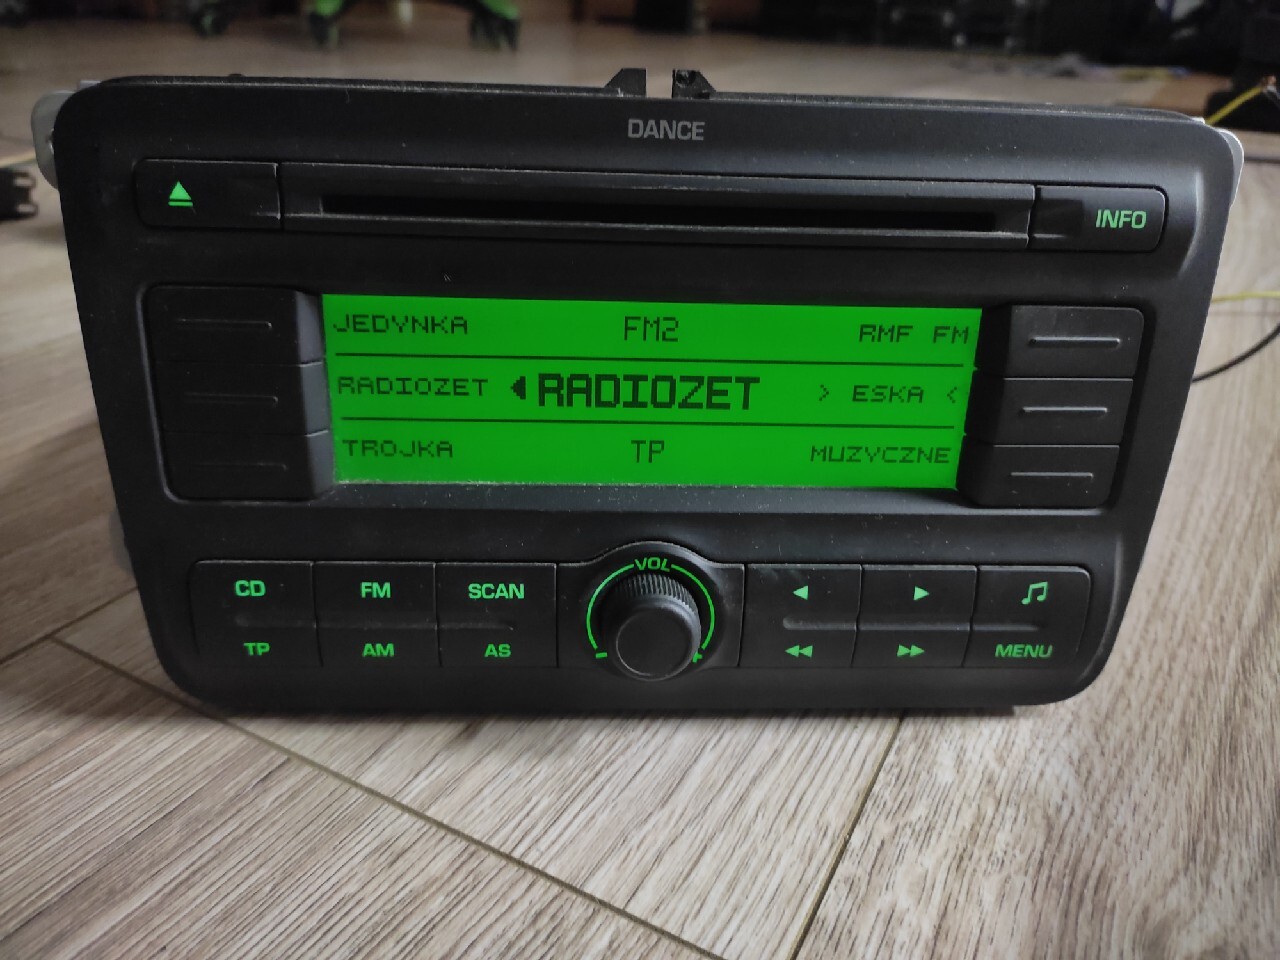 DANCE
INFO
JEDYNKA FM2 RMF FM
RADIOZET RADIOZET > ESKA <
TROJKA TP MUZYCZNE
VOL
CD FM SCAN
- +
TP AM AS MENU